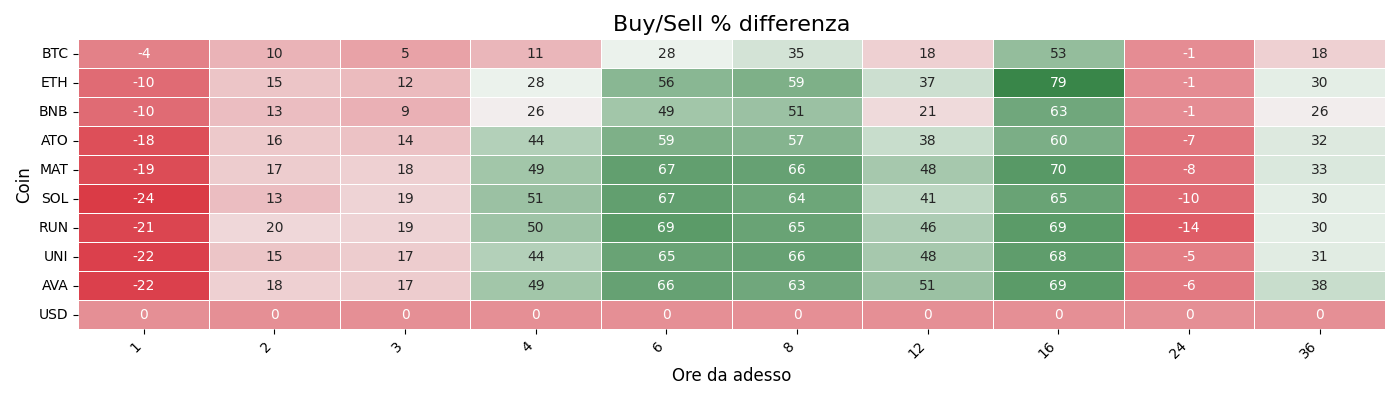 Buy/Sell % differenza
Coin
BTC -4 10 5 11 28 35 18 53 -1 18
ETH -10 15 12 28 56 59 37 79 -1 30
BNB -10 13 9 26 49 51 21 63 -1 26
ATO -18 16 14 44 59 57 38 60 -7 32
MAT -19 17 18 49 67 66 48 70 -8 33
SOL -24 13 19 51 67 64 41 65 -10 30
RUN -21 20 19 50 69 65 46 69 -14 30
UNI -22 15 17 44 65 66 48 68 -5 31
AVA -22 18 17 49 66 63 51 69 -6 38
USD 0 0 0 0 0 0 0 0 0 0
1 2 3 4 6 8 12 16 24 36
Ore da adesso